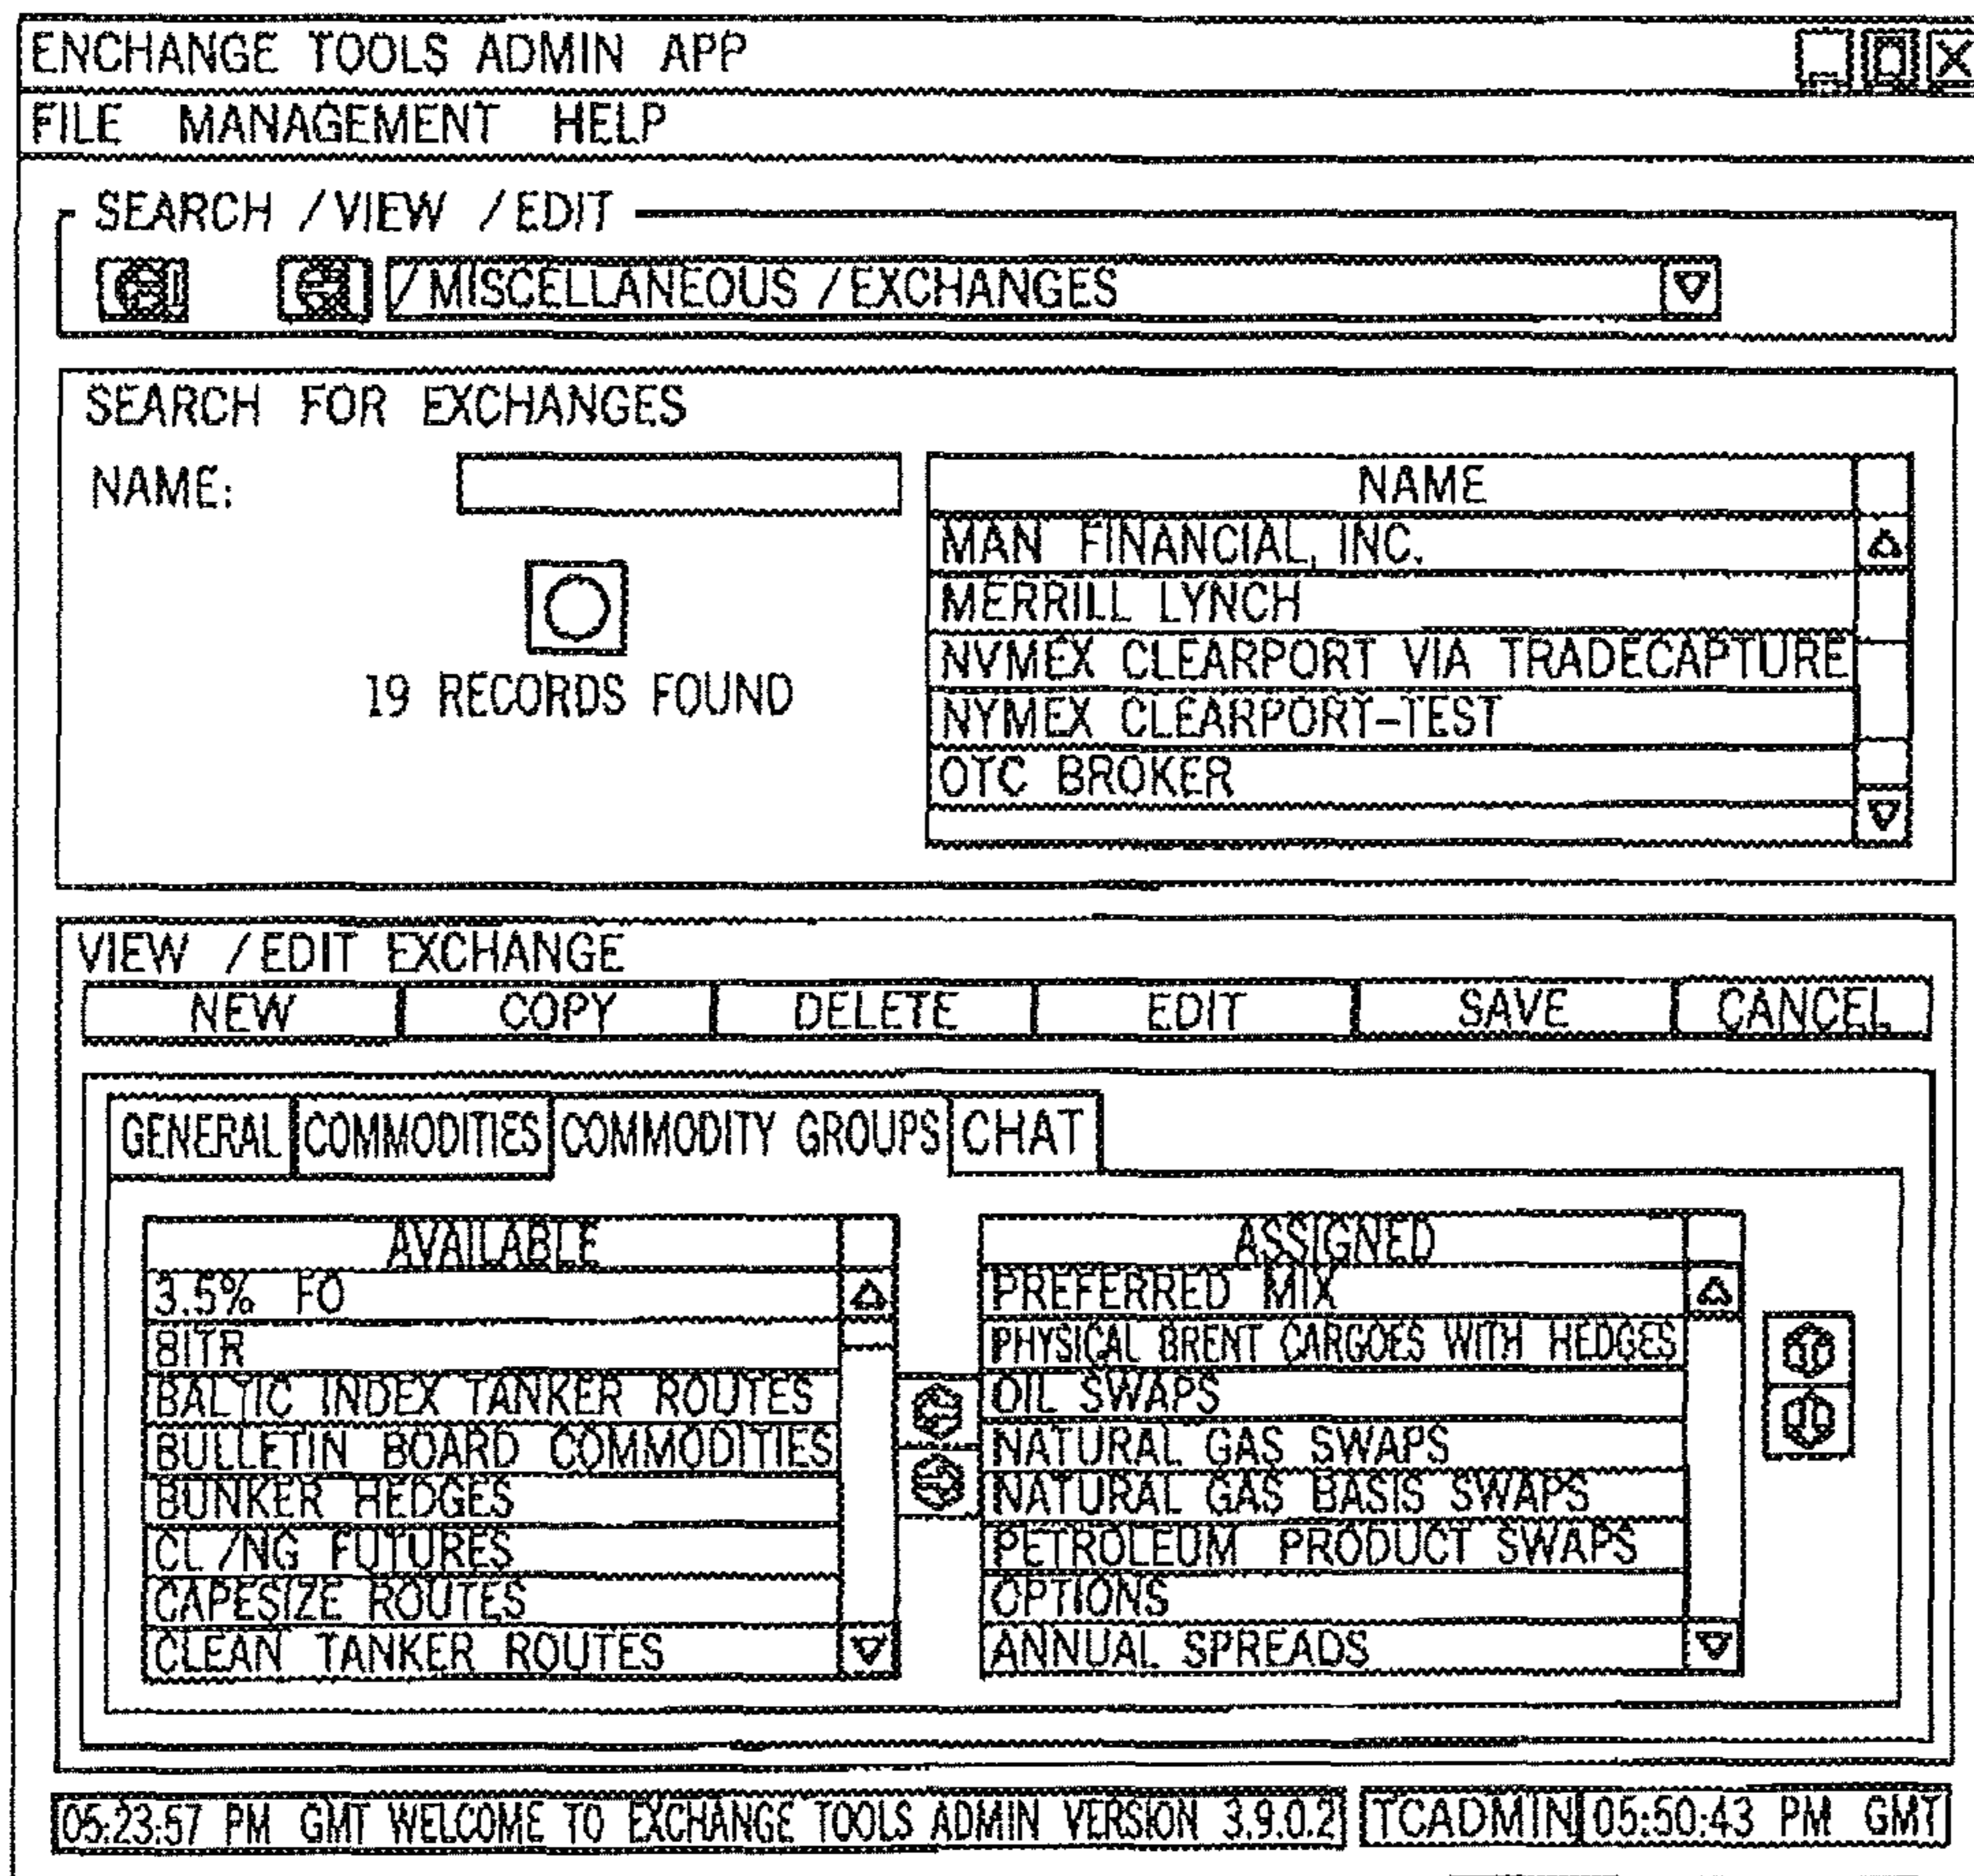 ENCHANGE TOOLS ADMIN APP
FILE MANAGEMENT HELP
SEARCH /VIEW /EDIT
/MISCELLANEOUS /EXCHANGES
SEARCH FOR EXCHANGES
NAME:
19 RECORDS FOUND
NAME
MAN FINANCIAL, INC.
MERRILL LYNCH
NVMEX CLEARPORT VIA TRADECAPTURE
NYMEX CLEARPORT-TEST
OTC BROKER
VIEW /EDIT EXCHANGE
NEW COPY DELETE EDIT SAVE CANCEL
GENERAL COMMODITIES COMMODITY GROUPS CHAT
AVAILABLE
3.5% FO
8ITR
BALTIC INDEX TANKER ROUTES
BULLETIN BOARD COMMODITIES
BUNKER HEDGES
CL /NG FUTURES
CAPESIZE ROUTES
CLEAN TANKER ROUTES
ASSIGNED
PREFERRED MIX
PHYSICAL BRENT CARGOES WITH HEDGES
OIL SWAPS
NATURAL GAS SWAPS
NATURAL GAS BASIS SWAPS
PETROLEUM PRODUCT SWAPS
OPTIONS
ANNUAL SPREADS
05:23:57 PM GMT WELCOME TO EXCHANGE TOOLS ADMIN VERSION 3.9.0.2 TCADMIN 05:50:43 PM GMT